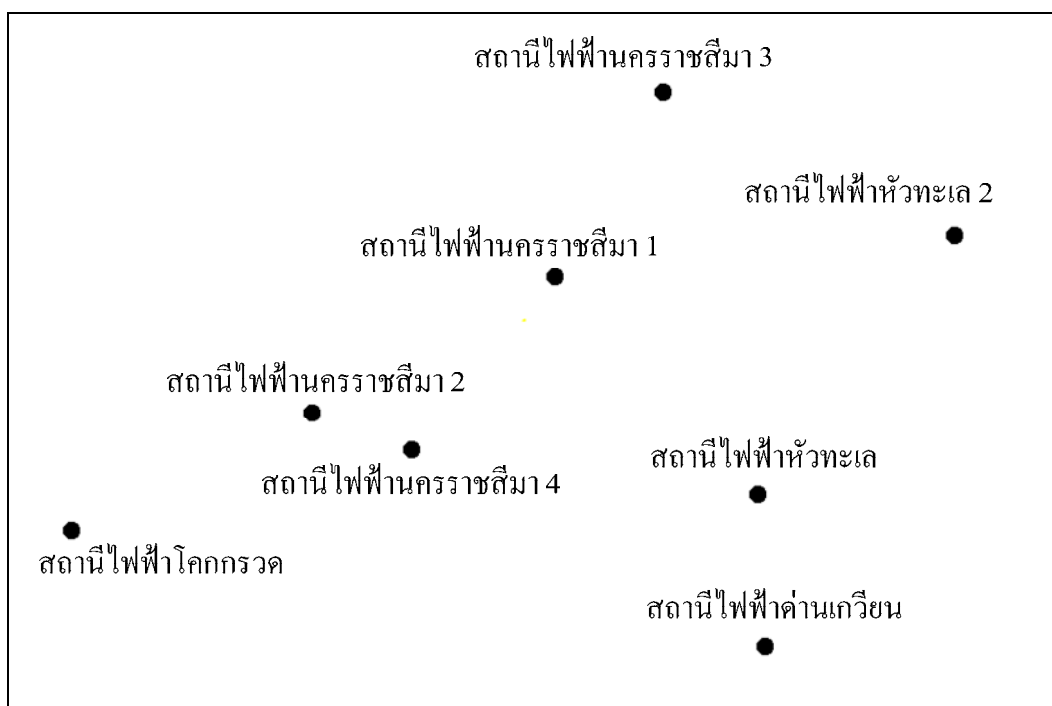 สถานีไฟฟ้านครราชสีมา 3
สถานีไฟฟ้าหัวทะเล 2
สถานีไฟฟ้านครราชสีมา 1
สถานีไฟฟ้านครราชสีมา 2
สถานีไฟฟ้าหัวทะเล
สถานีไฟฟ้านครราชสีมา 4
สถานีไฟฟ้าโคกกรวด
สถานีไฟฟ้าด่านเกวียน